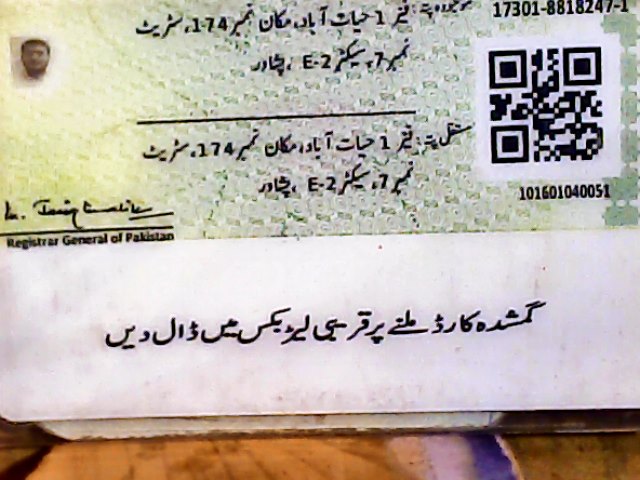 موجودہ پتہ: فیز 1 حیات آباد، مکان نمبر 174، سٹریٹ
نمبر 7، سیکٹر E-2، پشاور
17301-8818247-1
مستقل پتہ: فیز 1 حیات آباد، مکان نمبر 174، سٹریٹ
نمبر 7، سیکٹر E-2، پشاور
101601040051
Registrar General of Pakistan
گمشدہ کارڈ ملنے پر قریبی لیٹر بکس میں ڈال دیں